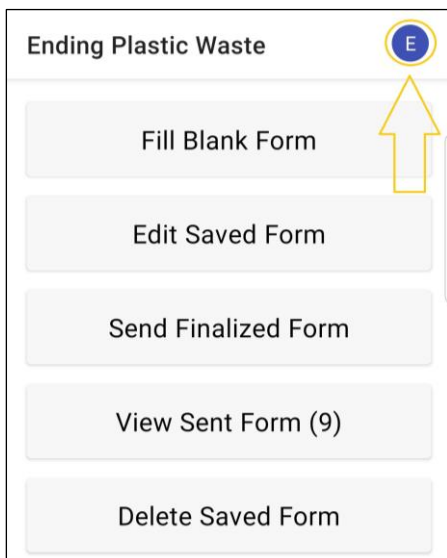 Ending Plastic Waste E
Fill Blank Form
Edit Saved Form
Send Finalized Form
View Sent Form (9)
Delete Saved Form